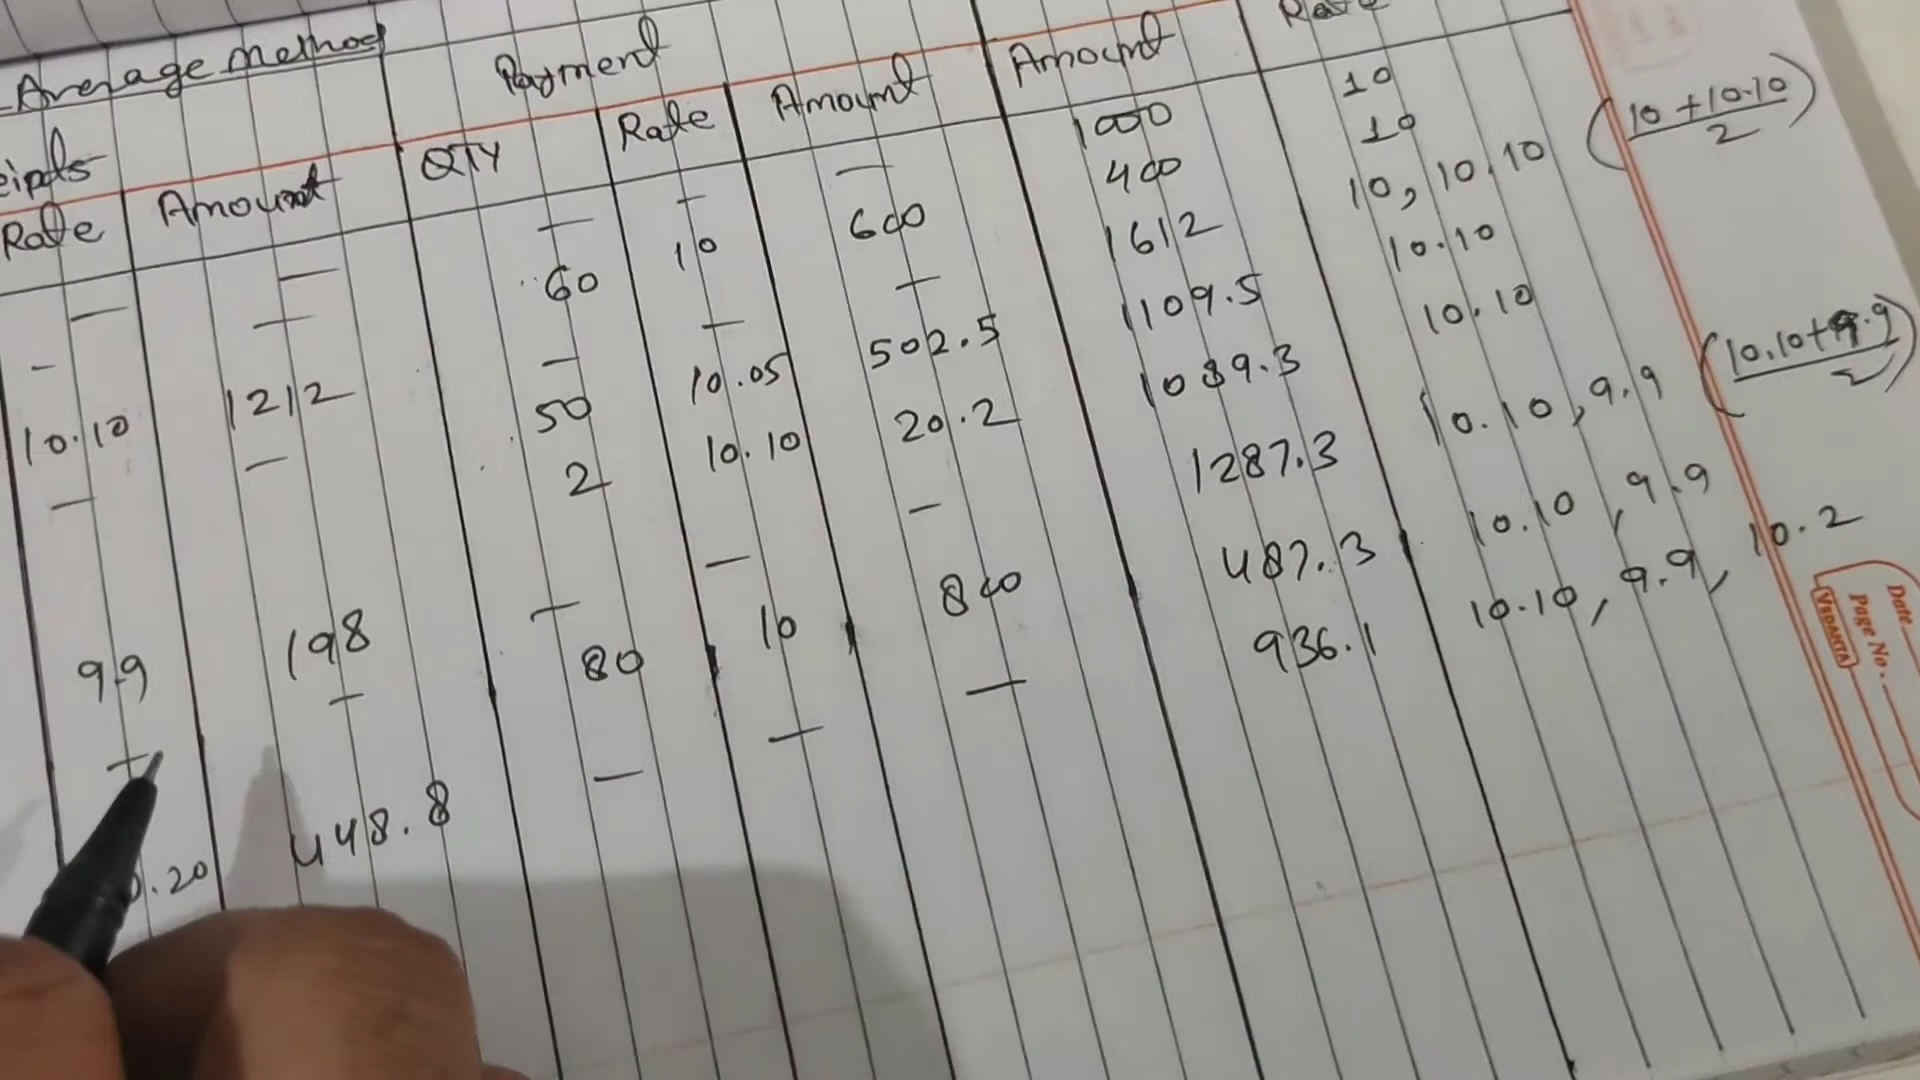 Average Method
Payment
Receipts
Rate Amount QTY Rate Amount Amount
— — — — — 1000 10
- — 60 10 600 400 10
10.10 1212 — — — 1612 10, 10.10 (10+10.10/2)
— — 50 10.05 502.5 1109.5 10.10
2 10.10 20.2 1089.3 10.10
9.9 198 — — — 1287.3 10.10, 9.9 (10.10+9.9/2)
— — 80 10 800 487.3 10.10, 9.9
.20 448.8 — — — 936.1 10.10, 9.9, 10.2
Date
Page No.
VEDANTA